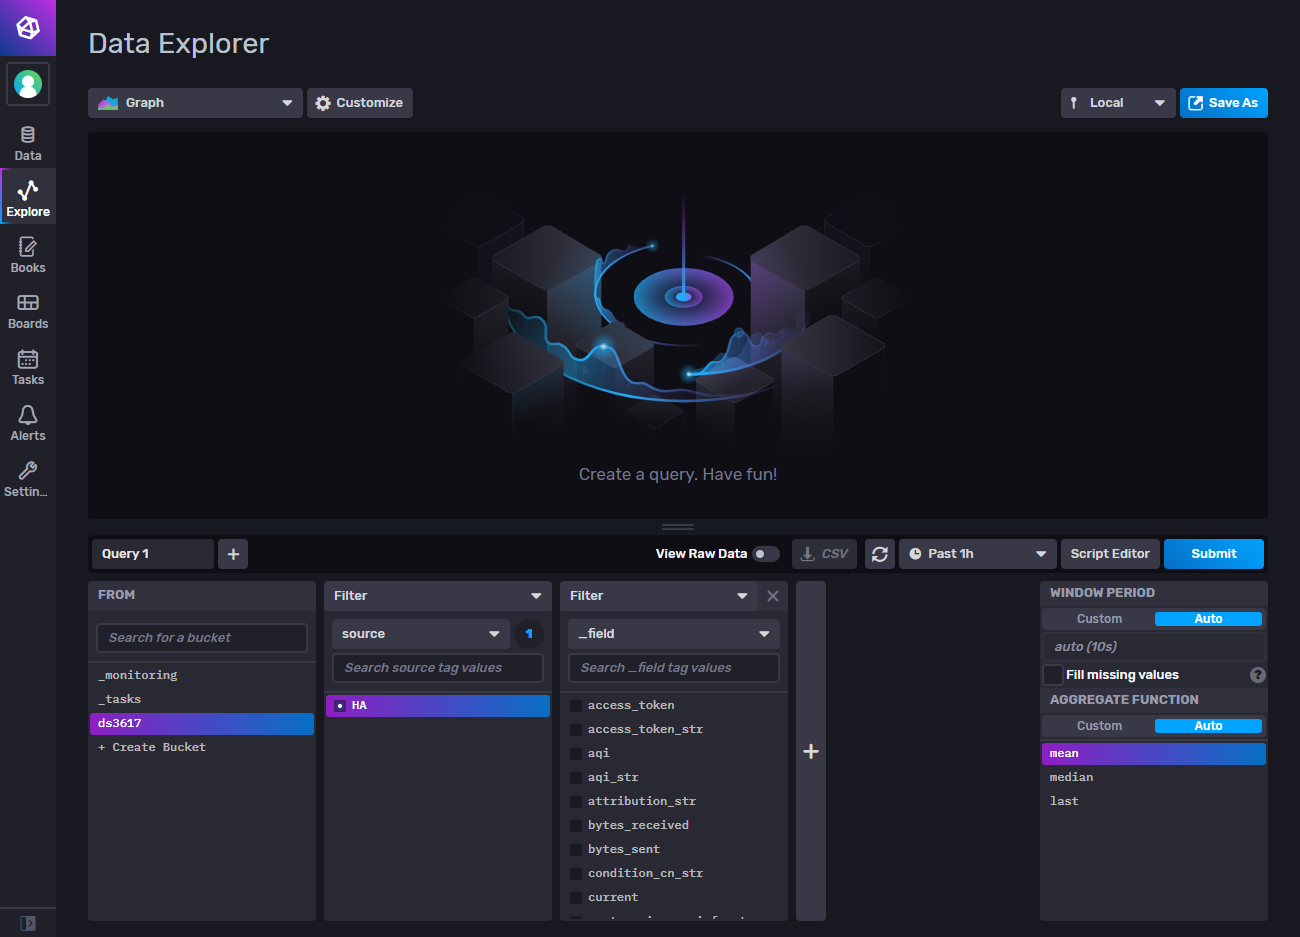 Data Explorer
Graph
Customize
Local
Save As
Data
Explore
Books
Boards
Tasks
Alerts
Settin...
Create a query. Have fun!
Query 1
+
View Raw Data
CSV
Past 1h
Script Editor
Submit
FROM
Search for a bucket
_monitoring
_tasks
ds3617
+ Create Bucket
Filter
source
1
Search source tag values
HA
Filter
_field
Search _field tag values
access_token
access_token_str
aqi
aqi_str
attribution_str
bytes_received
bytes_sent
condition_cn_str
current
+
WINDOW PERIOD
Custom Auto
auto (10s)
Fill missing values ?
AGGREGATE FUNCTION
Custom Auto
mean
median
last